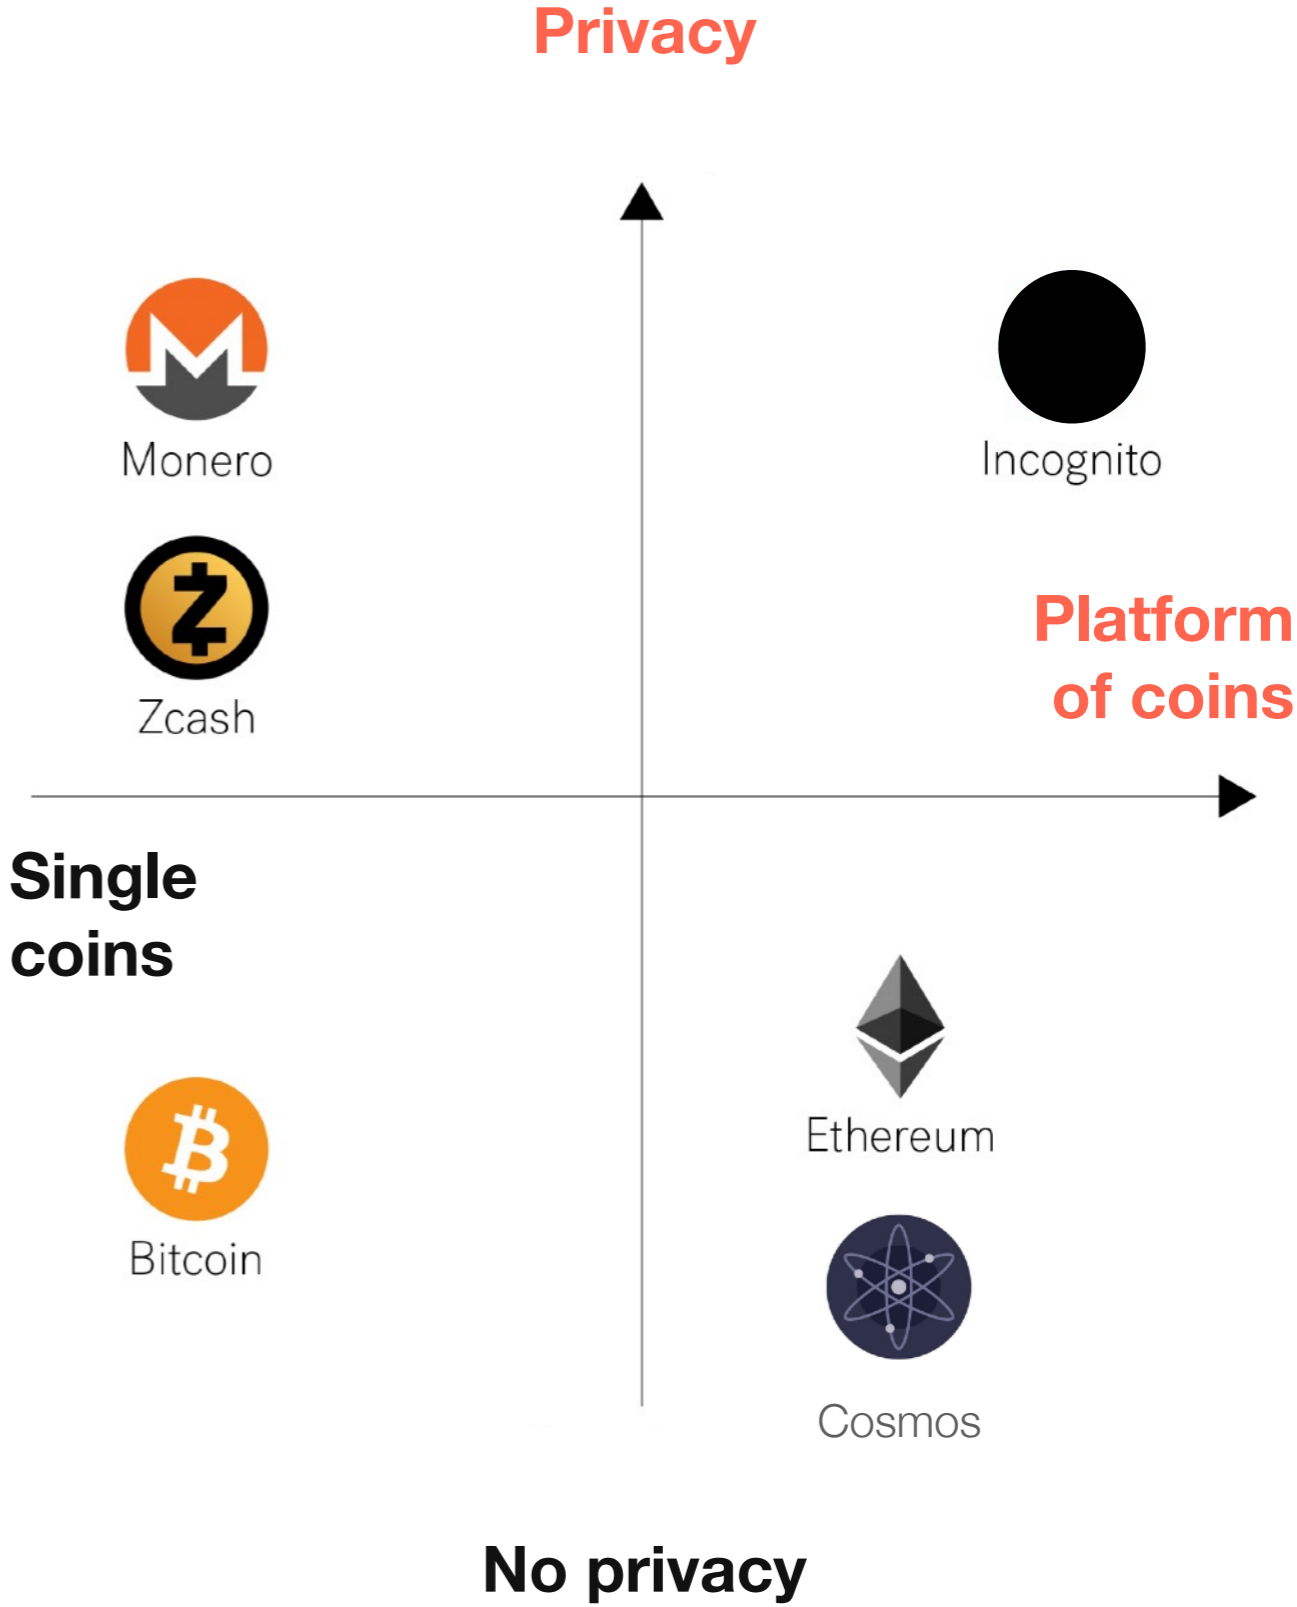 Privacy
Monero
Incognito
Zcash
Platform
of coins
Single
coins
Ethereum
Bitcoin
Cosmos
No privacy